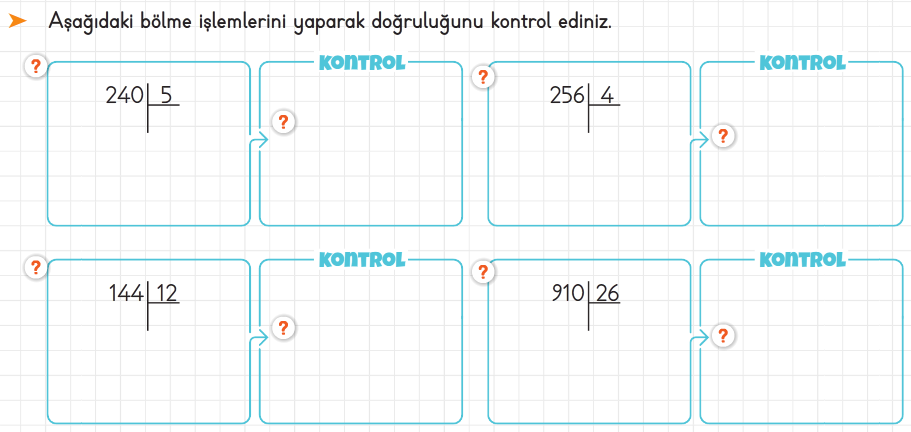 Aşağıdaki bölme işlemlerini yaparak doğruluğunu kontrol ediniz.
? KONTROL ? KONTROL
240 5 256 4
? ?
? KONTROL ? KONTROL
144 12 910 26
? ?